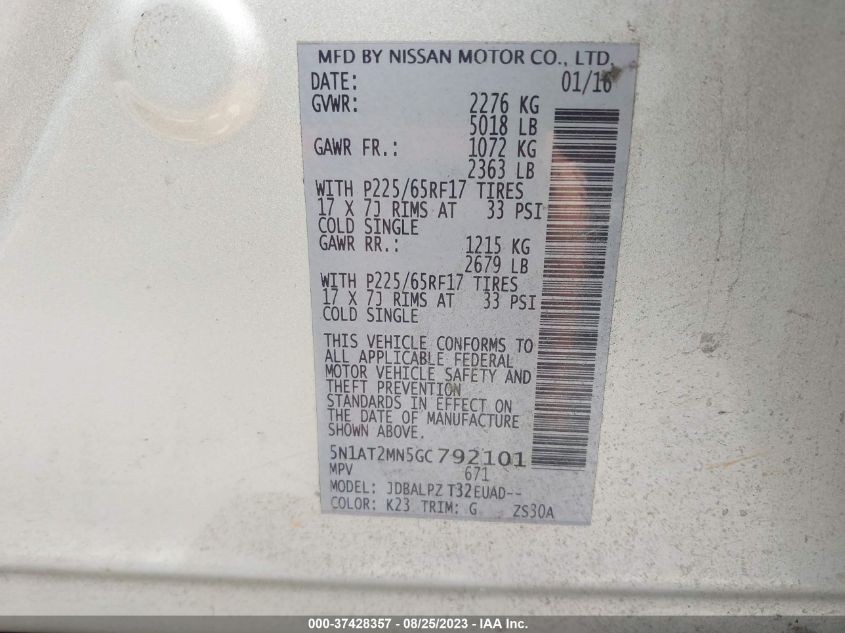 MFD BY NISSAN MOTOR CO., LTD.
DATE: 01/16
GVWR: 2276 KG
5018 LB
GAWR FR.: 1072 KG
2363 LB
WITH P225/65RF17 TIRES
17 X 7J RIMS AT 33 PSI
COLD SINGLE
GAWR RR.: 1215 KG
2679 LB
WITH P225/65RF17 TIRES
17 X 7J RIMS AT 33 PSI
COLD SINGLE
THIS VEHICLE CONFORMS TO
ALL APPLICABLE FEDERAL
MOTOR VEHICLE SAFETY AND
THEFT PREVENTION
STANDARDS IN EFFECT ON
THE DATE OF MANUFACTURE
SHOWN ABOVE.
5N1AT2MN5GC792101
MPV 671
MODEL: JDBALPZ T32EUAD--
COLOR: K23 TRIM: G ZS30A
000-37428357 - 08/25/2023 - IAA Inc.